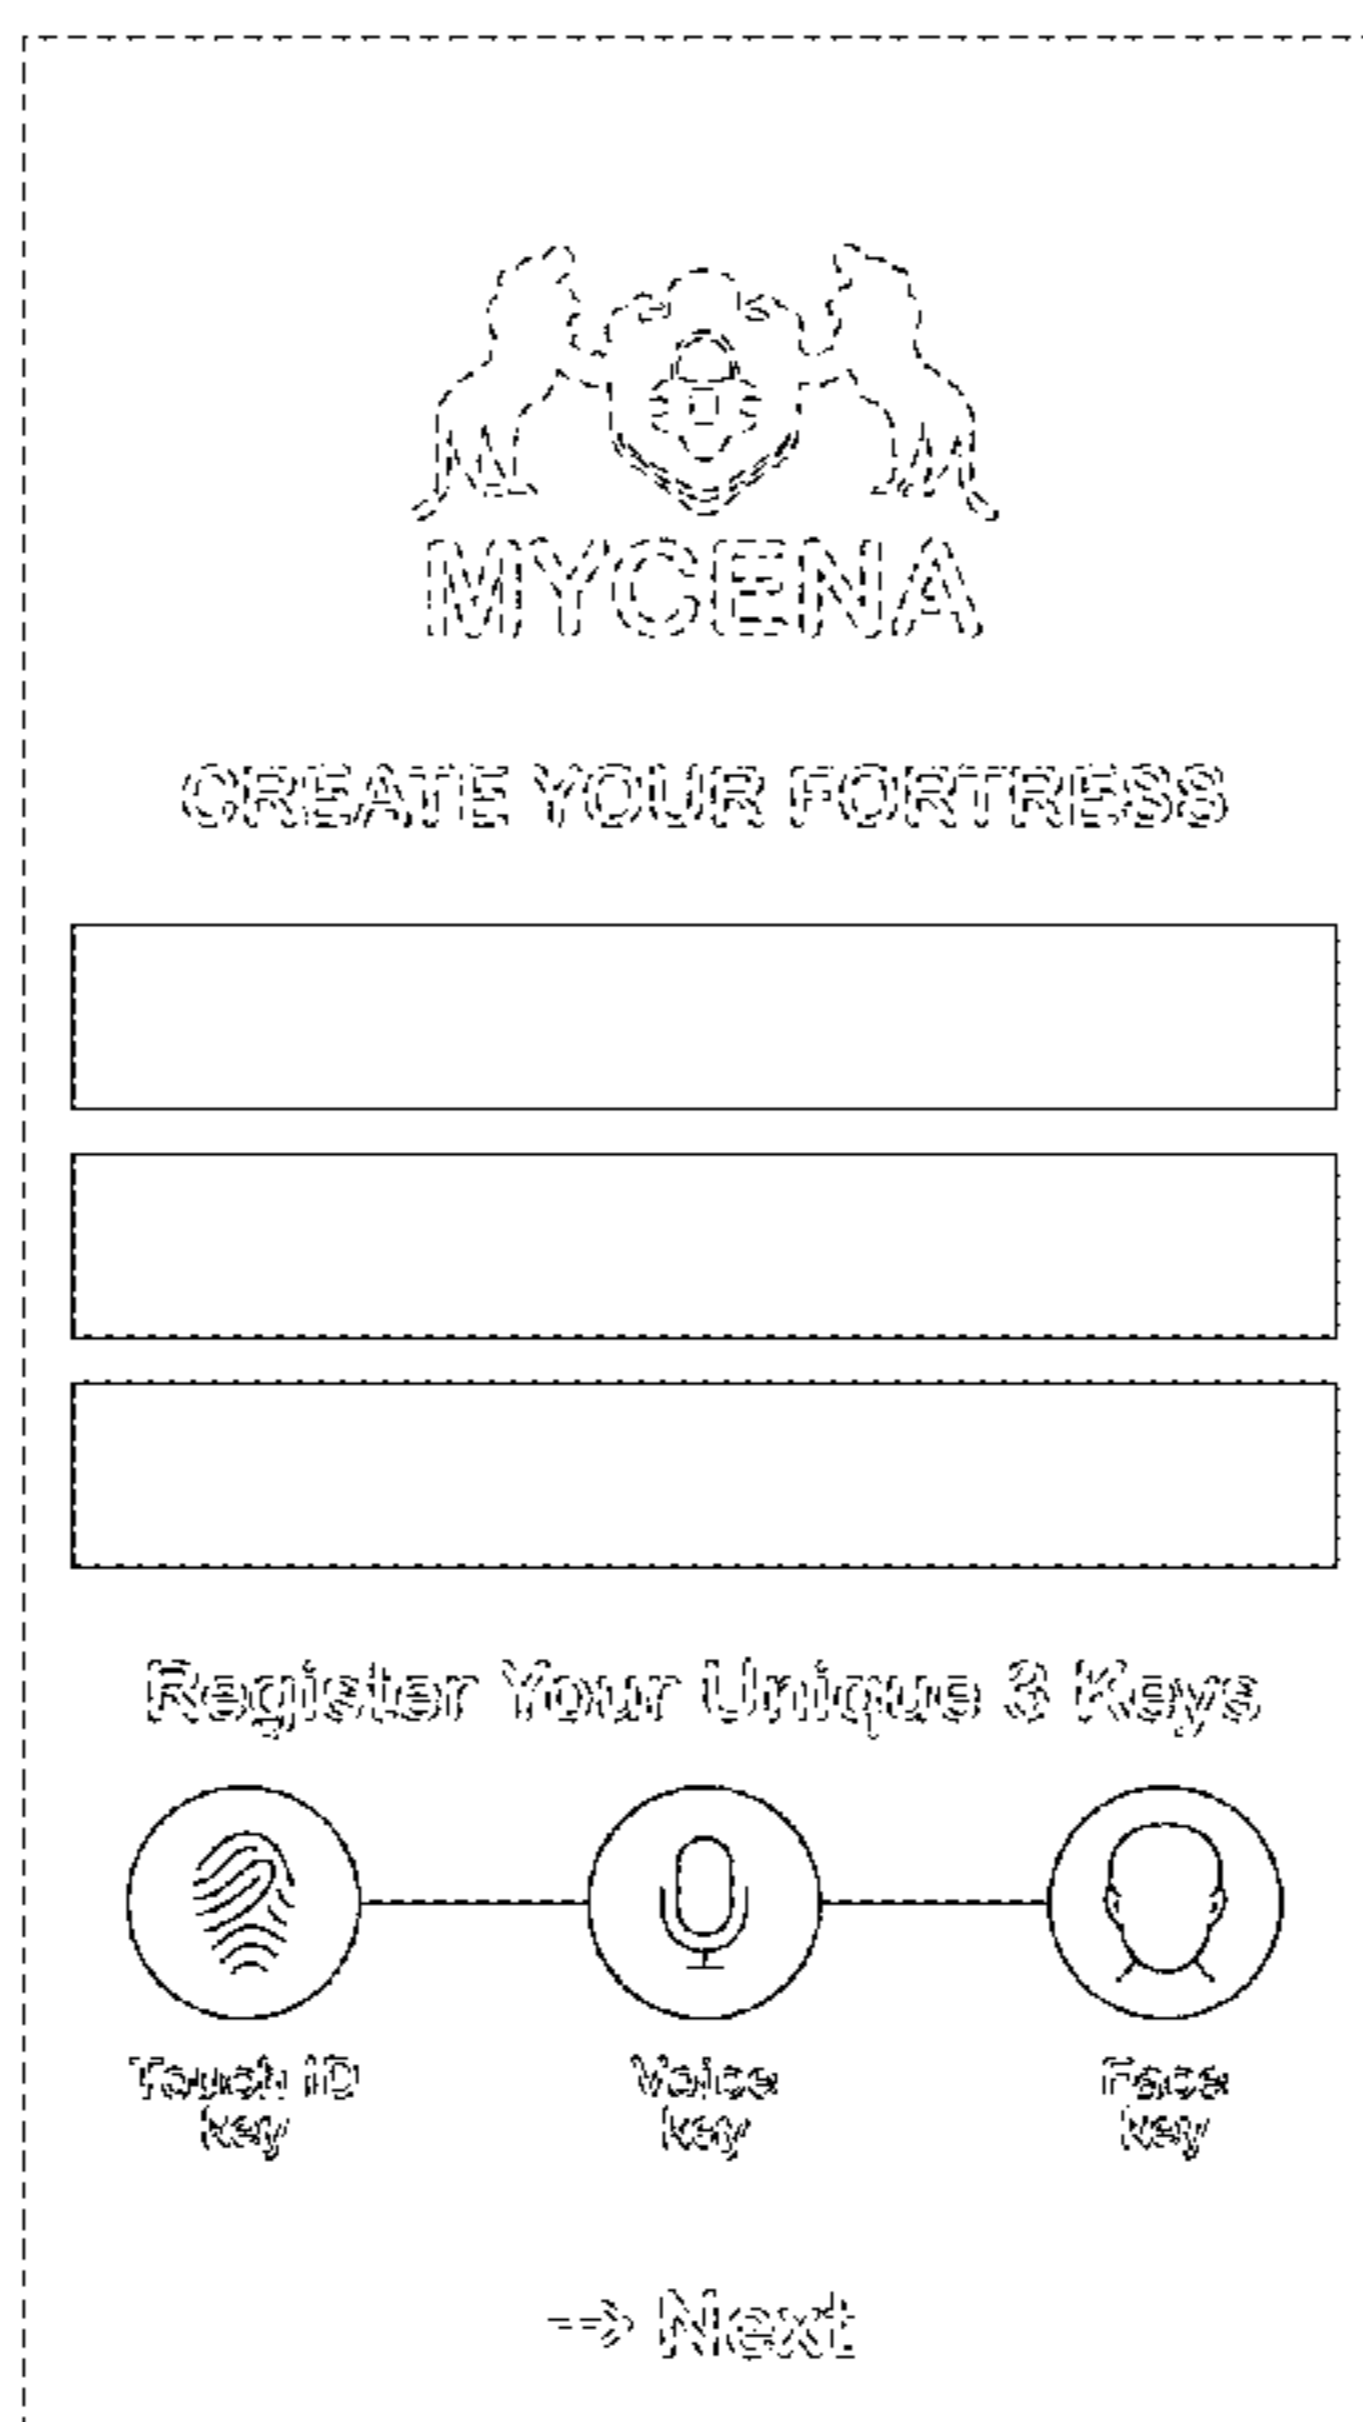 MYCENA
CREATE YOUR FORTRESS
Register Your Unique 3 Keys
Touch ID key
Voice key
Face key
→ Next